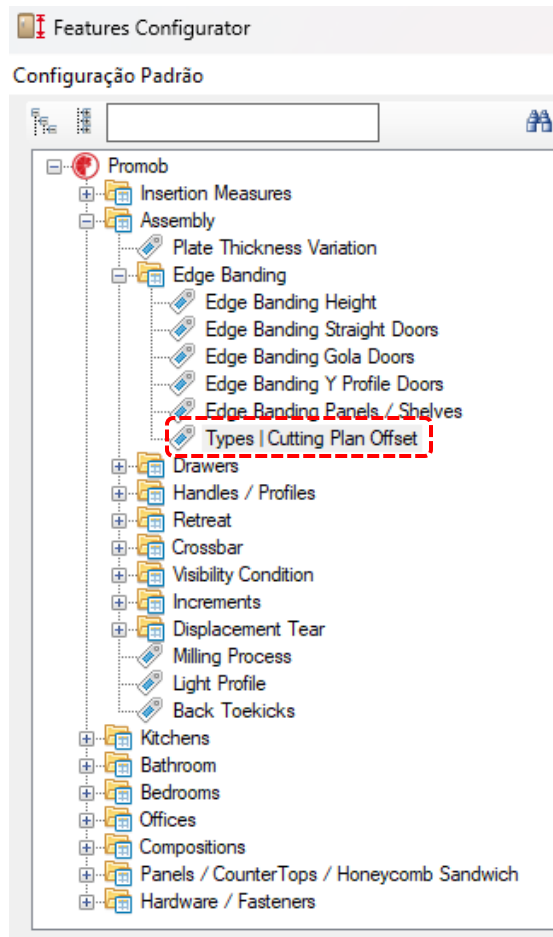 Features Configurator
Configuração Padrão
Promob
Insertion Measures
Assembly
Plate Thickness Variation
Edge Banding
Edge Banding Height
Edge Banding Straight Doors
Edge Banding Gola Doors
Edge Banding Y Profile Doors
Edge Banding Panels / Shelves
Types | Cutting Plan Offset
Drawers
Handles / Profiles
Retreat
Crossbar
Visibility Condition
Increments
Displacement Tear
Milling Process
Light Profile
Back Toekicks
Kitchens
Bathroom
Bedrooms
Offices
Compositions
Panels / CounterTops / Honeycomb Sandwich
Hardware / Fasteners